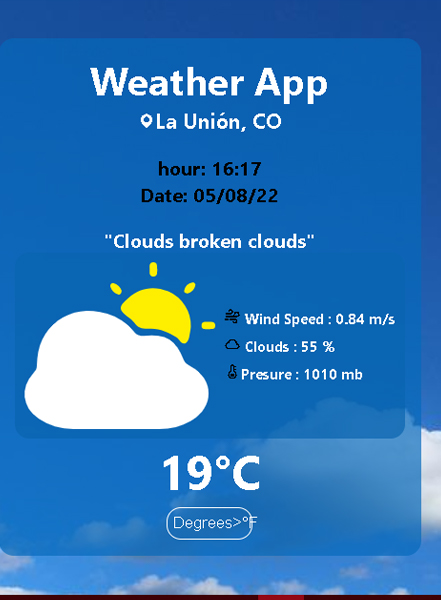 Weather App
La Unión, CO
hour: 16:17
Date: 05/08/22
"Clouds broken clouds"
Wind Speed : 0.84 m/s
Clouds : 55 %
Presure : 1010 mb
19°C
Degrees>°F